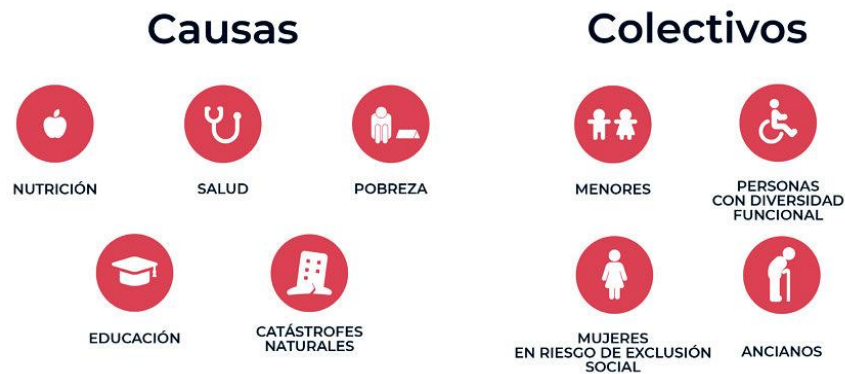 Causas
NUTRICIÓN
SALUD
POBREZA
EDUCACIÓN
CATÁSTROFES
NATURALES
Colectivos
MENORES
PERSONAS
CON DIVERSIDAD
FUNCIONAL
MUJERES
EN RIESGO DE EXCLUSIÓN
SOCIAL
ANCIANOS